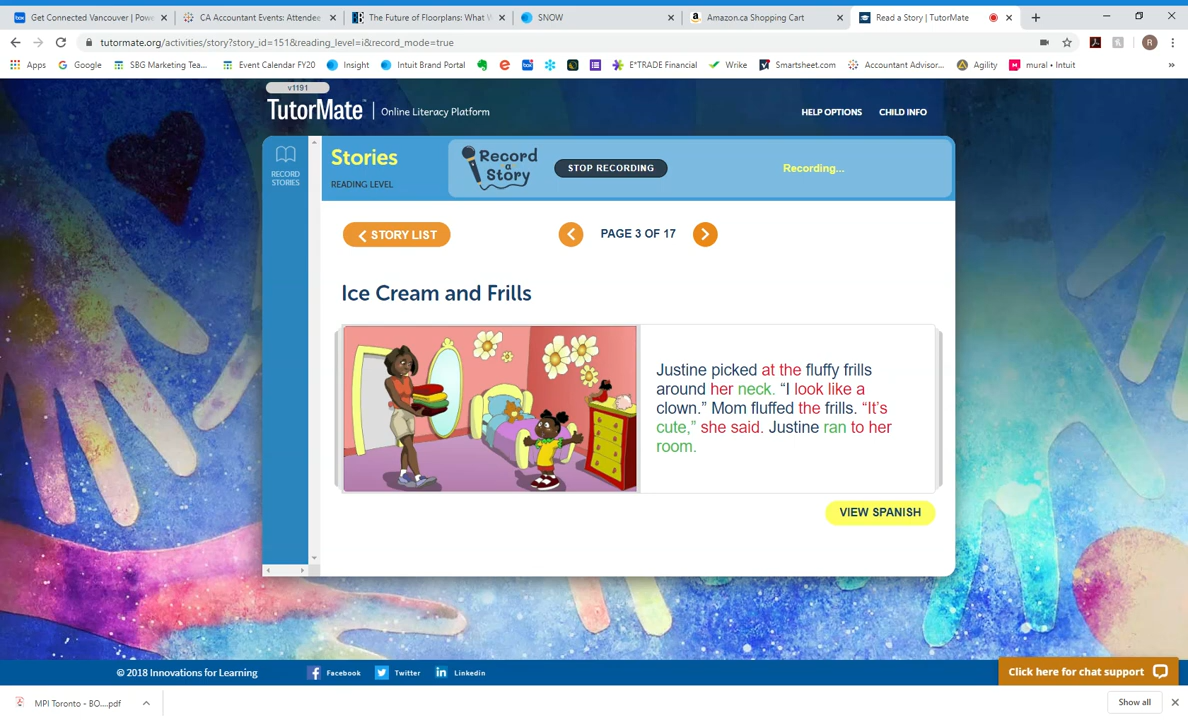 Get Connected Vancouver | Pow
CA Accountant Events: Attendee
The Future of Floorplans: What W
SNOW
Amazon.ca Shopping Cart
Read a Story | TutorMate
tutormate.org/activities/story?story_id=151&reading_level=i&record_mode=true
R
Apps
Google
SBG Marketing Tea...
Event Calendar FY20
Insight
Intuit Brand Portal
E*TRADE Financial
Wrike
Smartsheet.com
Accountant Advisor...
Agility
mural • Intuit
»
v1191
TutorMate | Online Literacy Platform
HELP OPTIONS
CHILD INFO
RECORD
STORIES
Stories
READING LEVEL
Record
a
Story
STOP RECORDING
Recording...
STORY LIST
PAGE 3 OF 17
Ice Cream and Frills
Justine picked at the fluffy frills
around her neck. “I look like a
clown.” Mom fluffed the frills. “It’s
cute,” she said. Justine ran to her
room.
VIEW SPANISH
© 2018 Innovations for Learning
Facebook
Twitter
Linkedin
Click here for chat support
MPI Toronto - BO....pdf
Show all